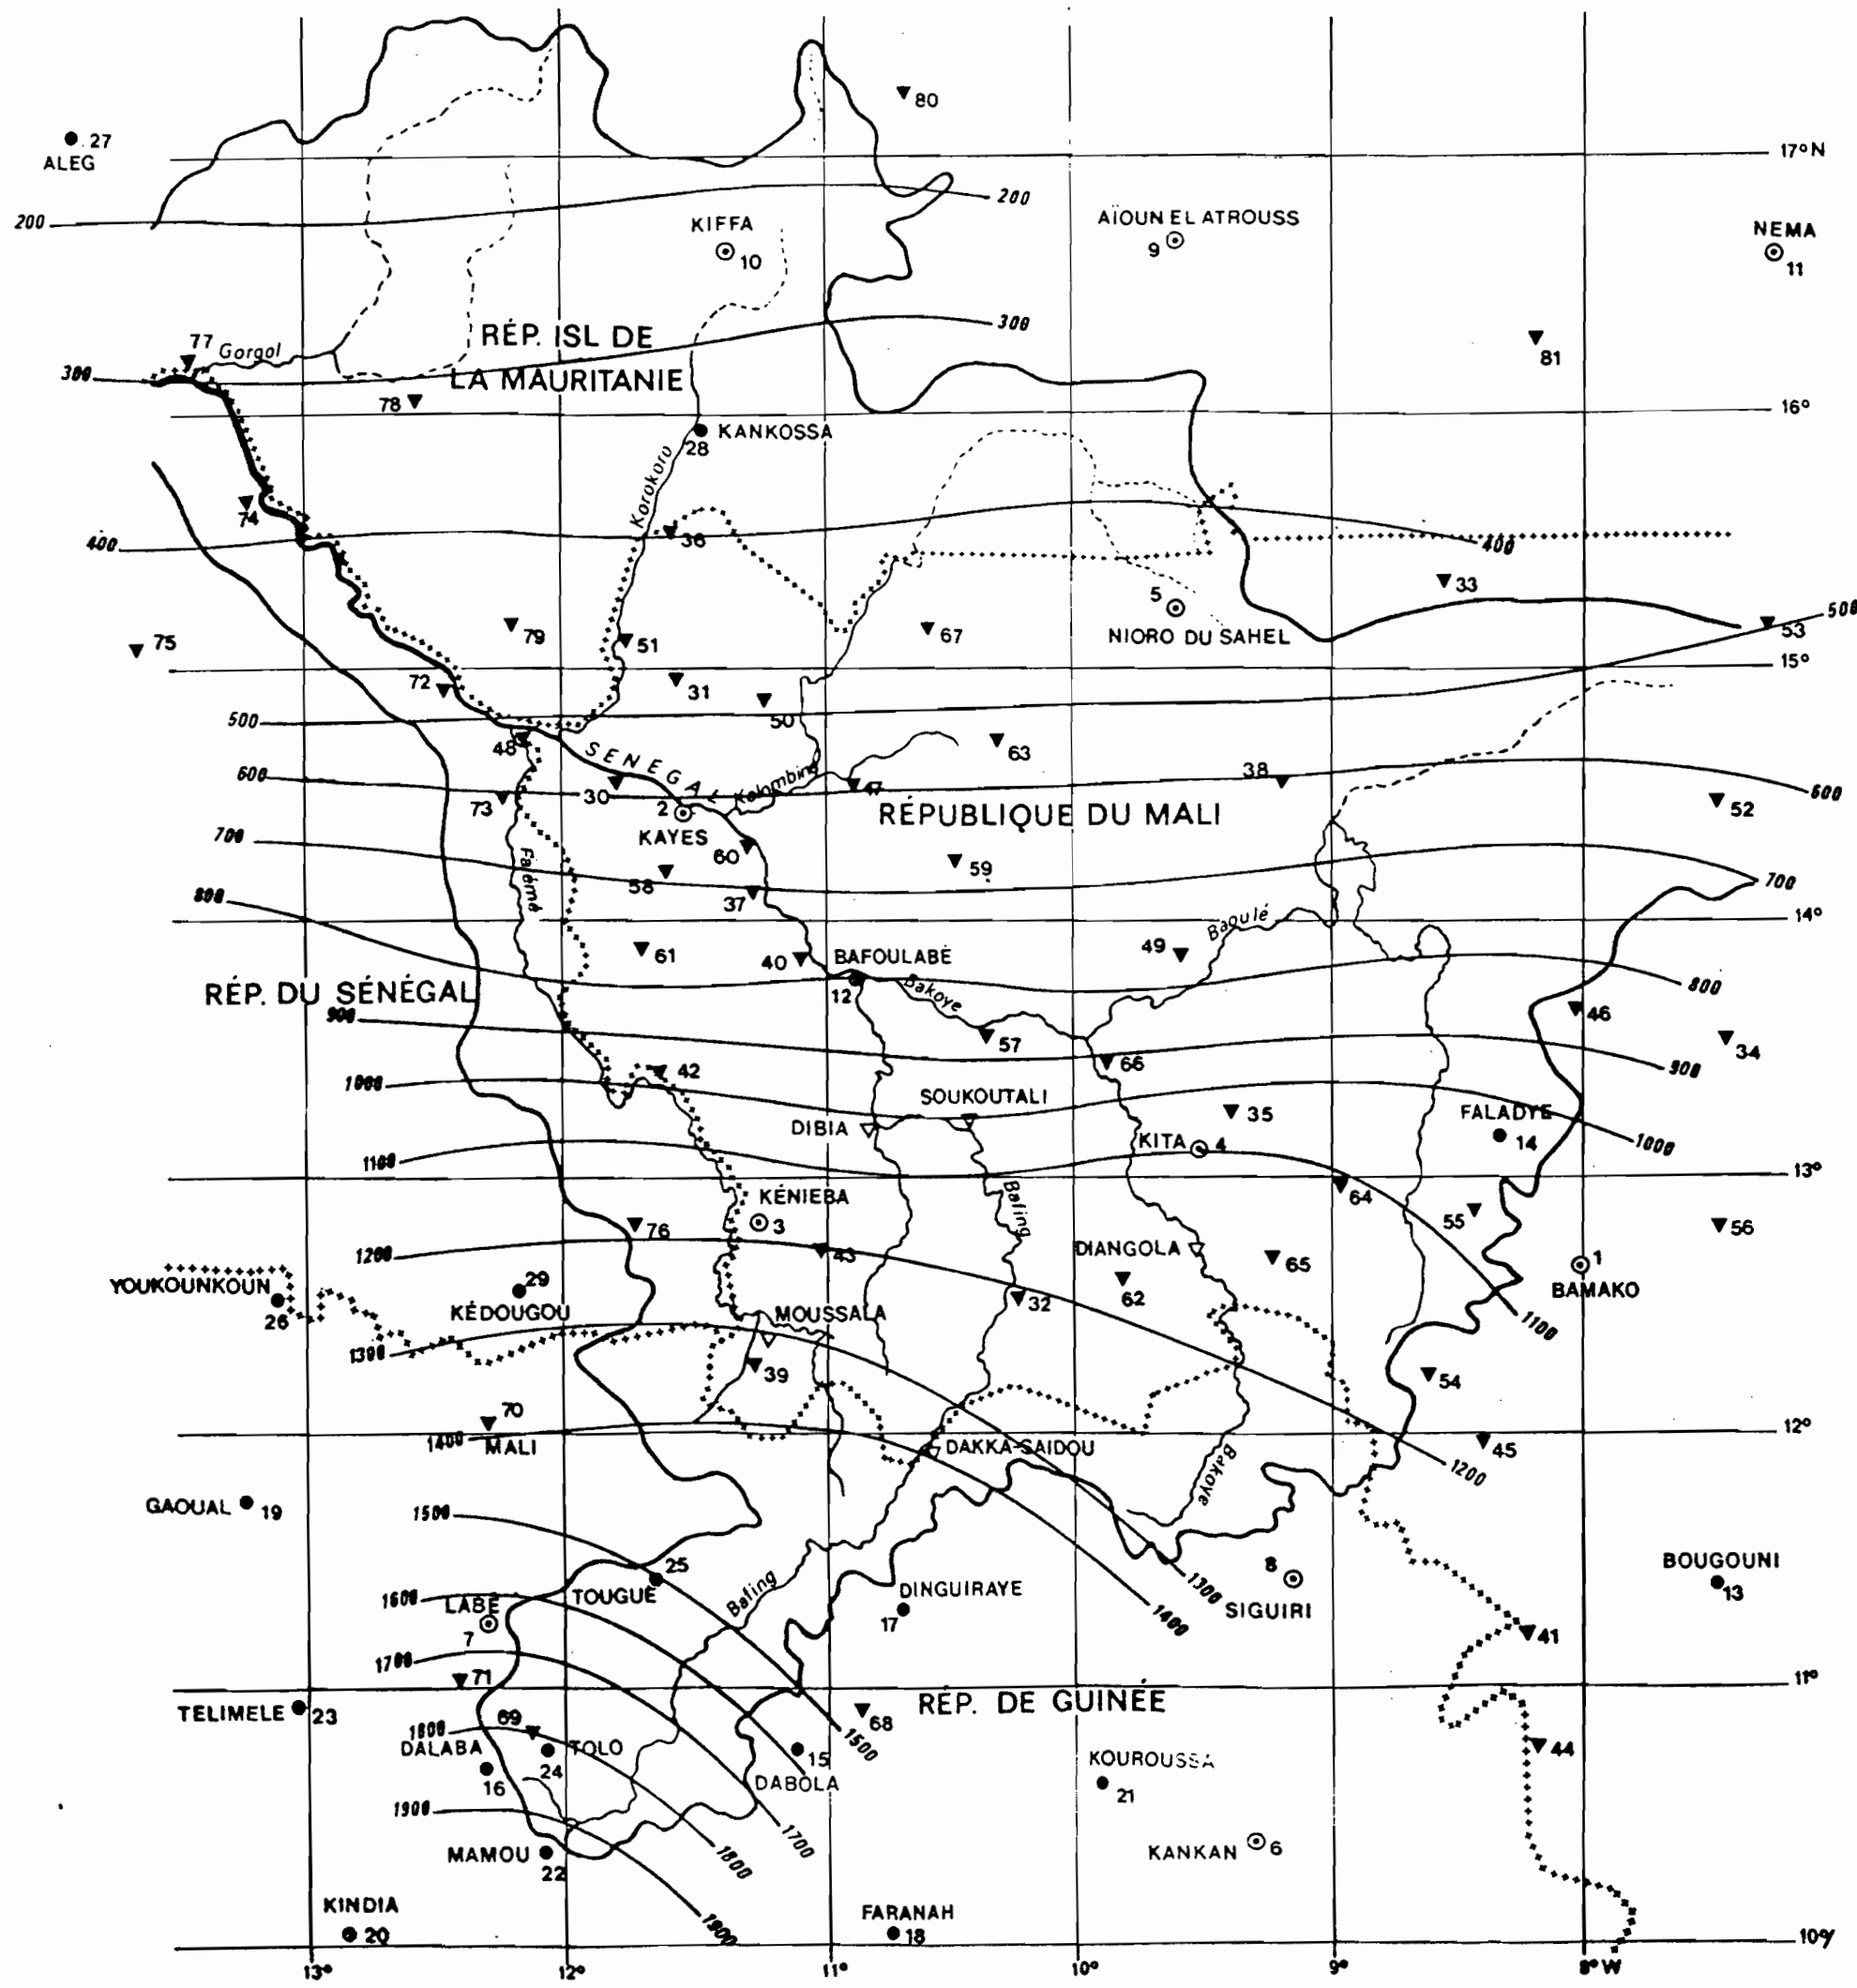 80
27
ALEG
17°N
200
200
KIFFA
10
AÏOUN EL ATROUSS
9
NEMA
11
300
RÉP. ISL DE
LA MAURITANIE
77
Gorgol
81
300
78
16°
KANKOSSA
28
Korokoro
74
36
400
400
33
5
NIORO DU SAHEL
500
53
79
51
67
75
15°
72
31
50
500
48
SENEGAL
63
38
600
73
30
Kolombine
47
600
52
2
KAYES
RÉPUBLIQUE DU MALI
700
60
59
Falémé
58
37
700
800
Baoulé
14°
61
40
BAFOULABÉ
49
12
Bakoye
800
RÉP. DU SÉNÉGAL
900
46
57
34
66
900
42
1000
SOUKOUTALI
35
FALADYE
DIBIA
KITA
4
14
1000
1100
13°
KÉNIEBA
Bafing
64
3
76
55
56
1200
43
DIANGOLA
65
1
YOUKOUNKOUN
29
62
BAMAKO
26
KÉDOUGOU
MOUSSALA
32
1100
1300
39
54
70
1400
MALI
12°
DAKKA-SAIDOU
45
1200
Bakoye
GAOUAL
19
1500
25
8
BOUGOUNI
TOUGUÉ
Bafing
DINGUIRAYE
1300
13
1600
LABÉ
17
1400
SIGUIRI
7
41
1700
71
11°
TELIMELE
23
RÉP. DE GUINÉE
68
1800
69
1500
DALABA
TOLO
15
44
16
24
DABOLA
KOUROUSSA
21
1900
1700
KANKAN
6
MAMOU
1800
22
KINDIA
20
1900
FARANAH
18
10°
13°
12°
11°
10°
9°
8°W